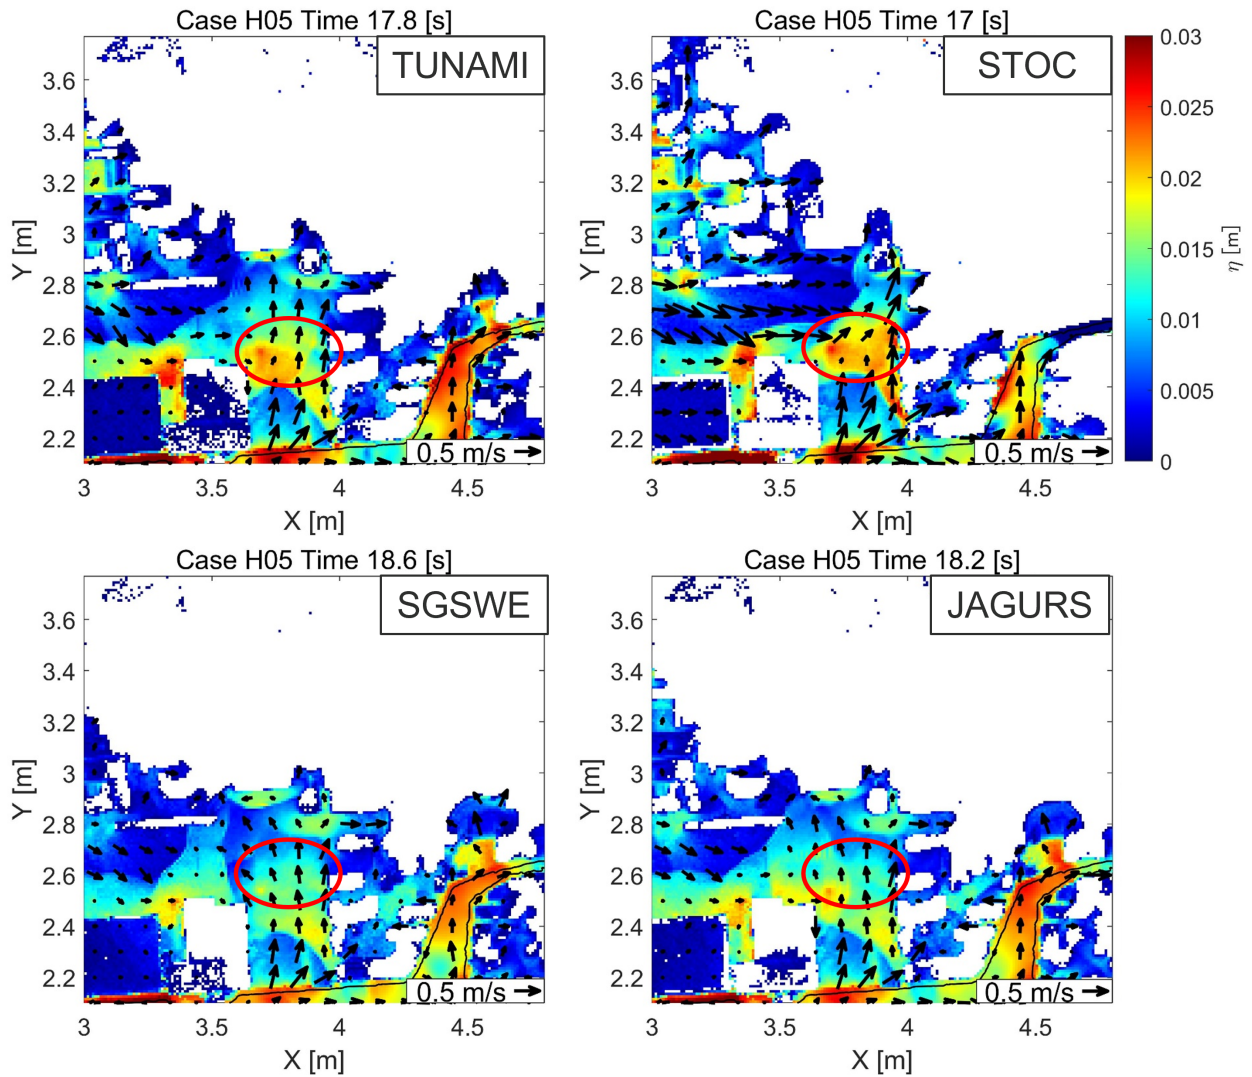 Case H05 Time 17.8 [s]
TUNAMI
3.6
3.4
3.2
3
2.8
2.6
2.4
2.2
Y [m]
0.5 m/s
3
3.5
4
4.5
X [m]
Case H05 Time 17 [s]
STOC
3.6
3.4
3.2
3
2.8
2.6
2.4
2.2
Y [m]
0.5 m/s
3
3.5
4
4.5
X [m]
0.03
0.025
0.02
0.015
0.01
0.005
0
η [m]
Case H05 Time 18.6 [s]
SGSWE
3.6
3.4
3.2
3
2.8
2.6
2.4
2.2
Y [m]
0.5 m/s
3
3.5
4
4.5
X [m]
Case H05 Time 18.2 [s]
JAGURS
3.6
3.4
3.2
3
2.8
2.6
2.4
2.2
Y [m]
0.5 m/s
3
3.5
4
4.5
X [m]